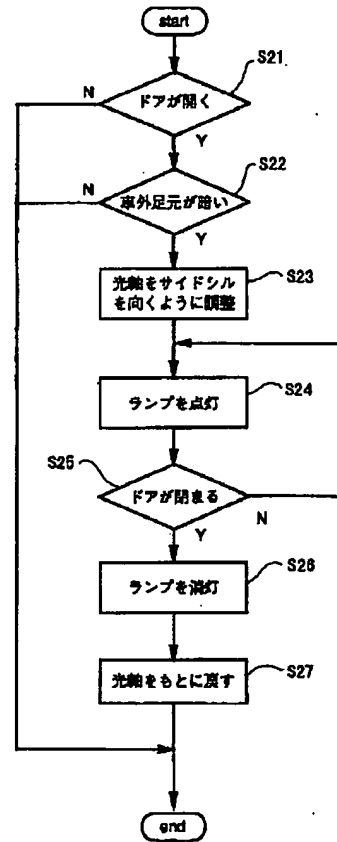 start
S21
N
ドアが開く
Y
S22
N
車外足元が暗い
Y
S23
光軸をサイドシル
を向くように調整
S24
ランプを点灯
S25
ドアが閉まる
N
Y
S26
ランプを消灯
S27
光軸をもとに戻す
end